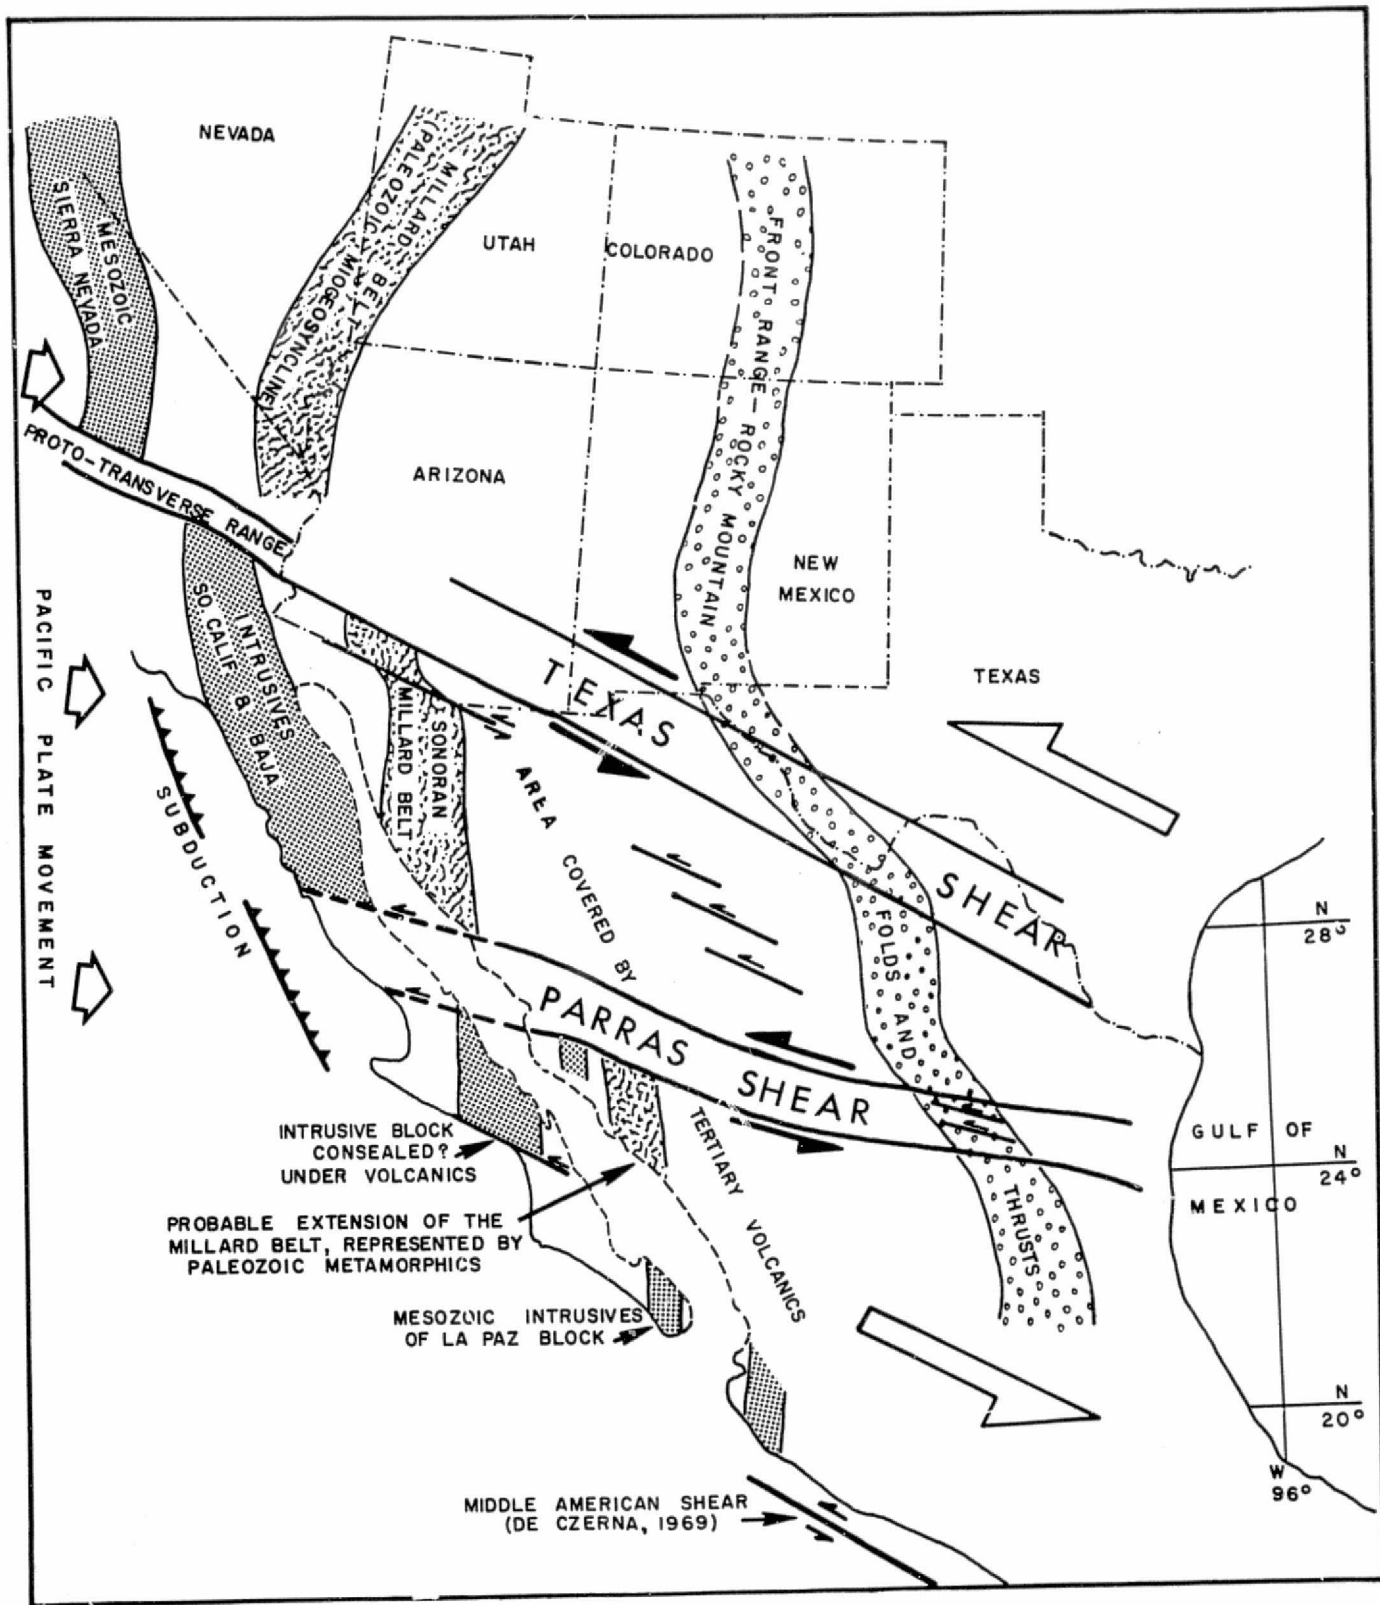 NEVADA
MESOZOIC
SIERRA NEVADA
MILLARD BELT
(PALEOZOIC MIOGEOSYNCLINE)
UTAH
COLORADO
FRONT RANGE-ROCKY MOUNTAIN
FOLDS AND THRUSTS
ARIZONA
NEW
MEXICO
TEXAS
PROTO-TRANSVERSE RANGE
INTRUSIVES
SO CALIF & BAJA
PACIFIC PLATE MOVEMENT
SUBDUCTION
SONORAN
MILLARD BELT
TEXAS SHEAR
AREA COVERED BY TERTIARY VOLCANICS
PARRAS SHEAR
N
28°
GULF OF
MEXICO
N
24°
N
20°
W
96°
INTRUSIVE BLOCK
CONSEALED?
UNDER VOLCANICS
PROBABLE EXTENSION OF THE
MILLARD BELT, REPRESENTED BY
PALEOZOIC METAMORPHICS
MESOZOIC INTRUSIVES
OF LA PAZ BLOCK
MIDDLE AMERICAN SHEAR
(DE CZERNA, 1969)